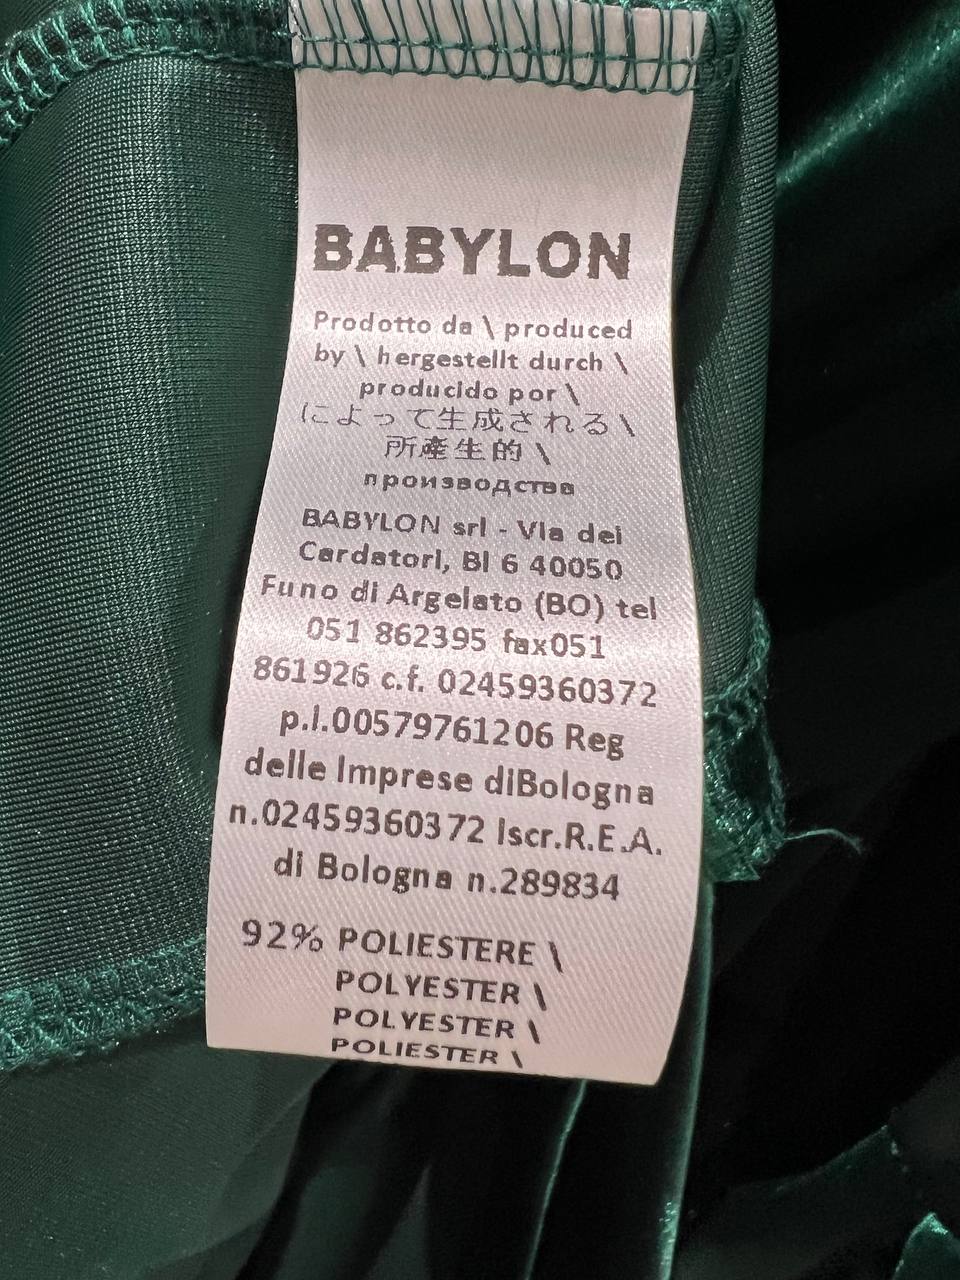 BABYLON
Prodotto da \ produced
by \ hergestellt durch \
producido por \
によって生成される \
所產生的 \
производства
BABYLON srl - Via dei
Cardatori, Bl 6 40050
Funo di Argelato (BO) tel
051 862395 fax051
861926 c.f. 02459360372
p.I.00579761206 Reg
delle Imprese diBologna
n.02459360372 Iscr.R.E.A.
di Bologna n.289834
92% POLIESTERE \
POLYESTER \
POLYESTER \
POLIESTER \